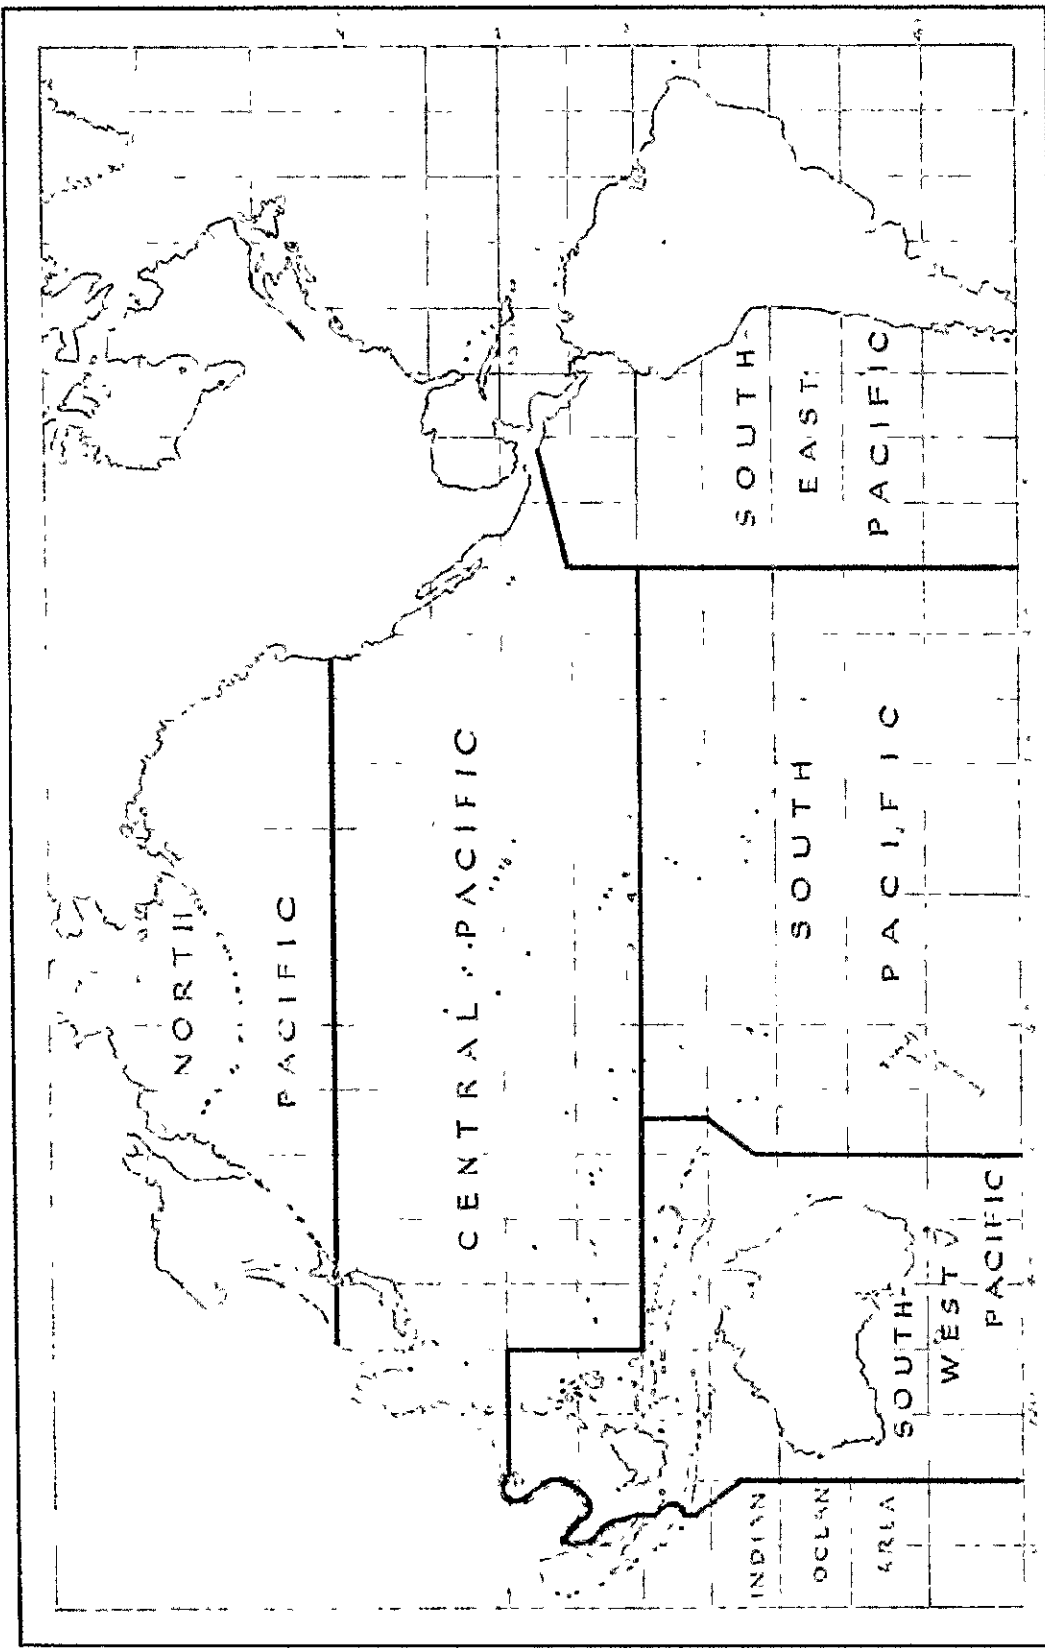 NORTH
PACIFIC
CENTRAL PACIFIC
SOUTH
PACIFIC
SOUTH-
EAST
PACIFIC
SOUTH-
WEST
PACIFIC
INDIAN
OCEAN
AREA